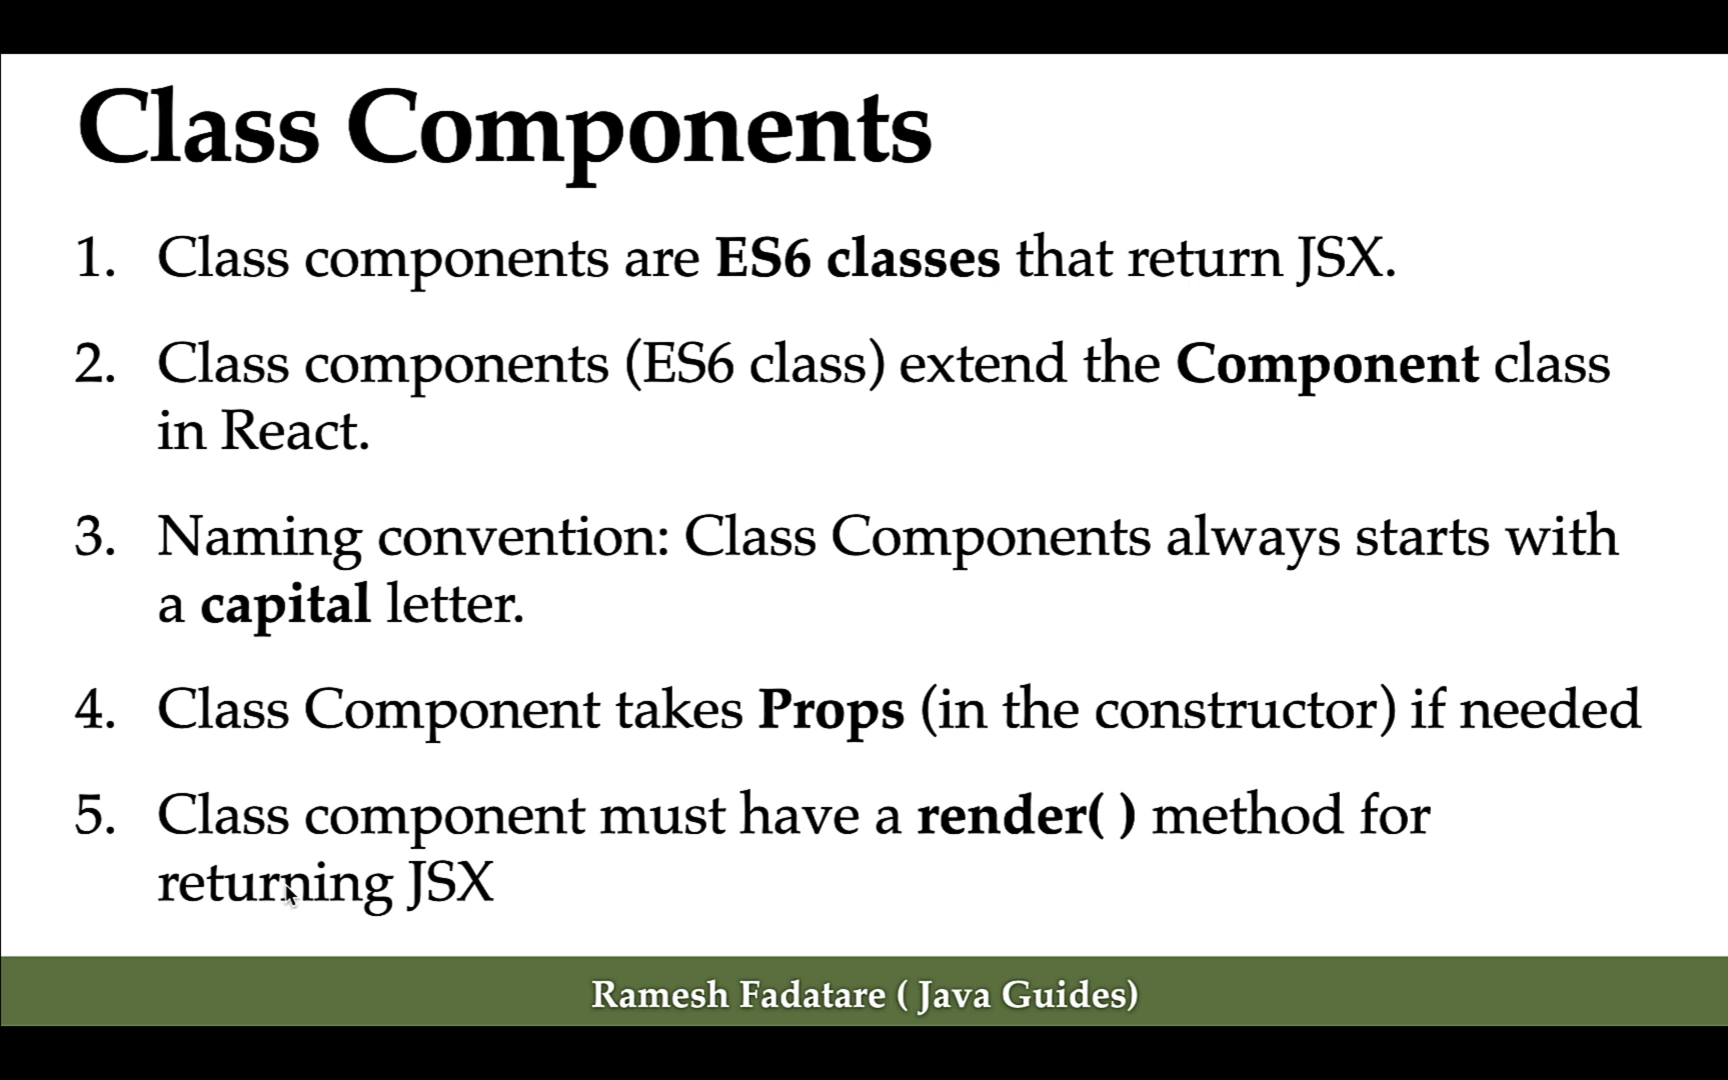 Class Components
1. Class components are ES6 classes that return JSX.
2. Class components (ES6 class) extend the Component class
in React.
3. Naming convention: Class Components always starts with
a capital letter.
4. Class Component takes Props (in the constructor) if needed
5. Class component must have a render( ) method for
returning JSX
Ramesh Fadatare ( Java Guides)